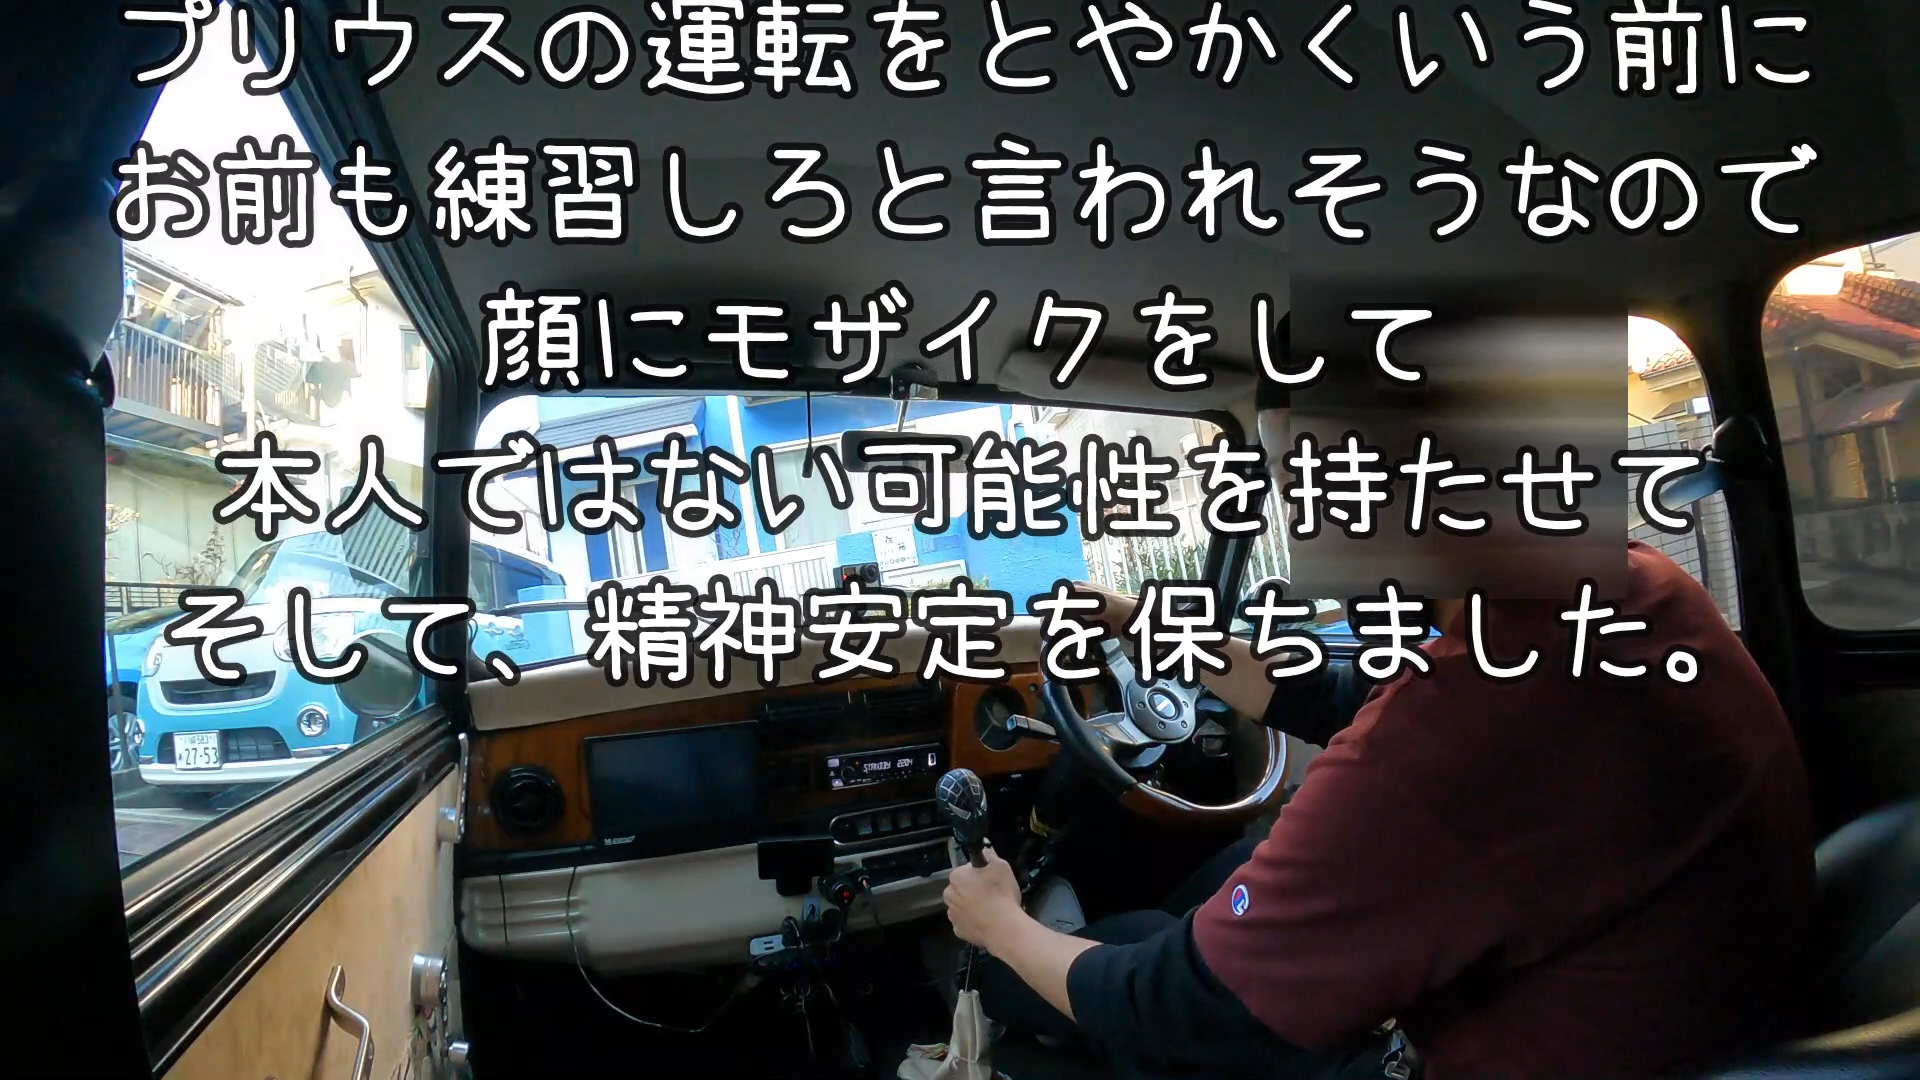 プリウスの運転をとやかくいう前に
お前も練習しろと言われそうなので
顔にモザイクをして
本人ではない可能性を持たせて
そして、精神安定を保ちました。
27-53
STANDBY